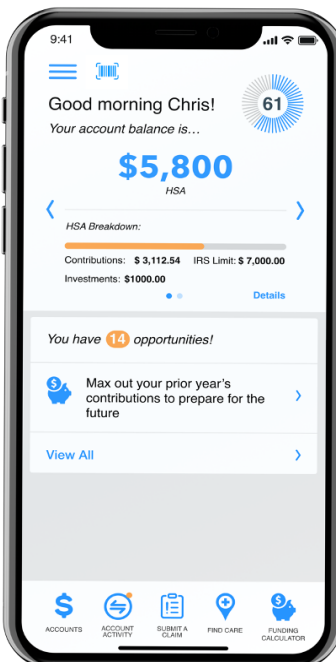 9:41
Good morning Chris!
61
Your account balance is...
$5,800
HSA
HSA Breakdown:
Contributions: $ 3,112.54 IRS Limit: $ 7,000.00
Investments: $1000.00
Details
You have 14 opportunities!
Max out your prior year's
contributions to prepare for the
future
View All
ACCOUNTS
ACCOUNT
ACTIVITY
SUBMIT A
CLAIM
FIND CARE
FUNDING
CALCULATOR